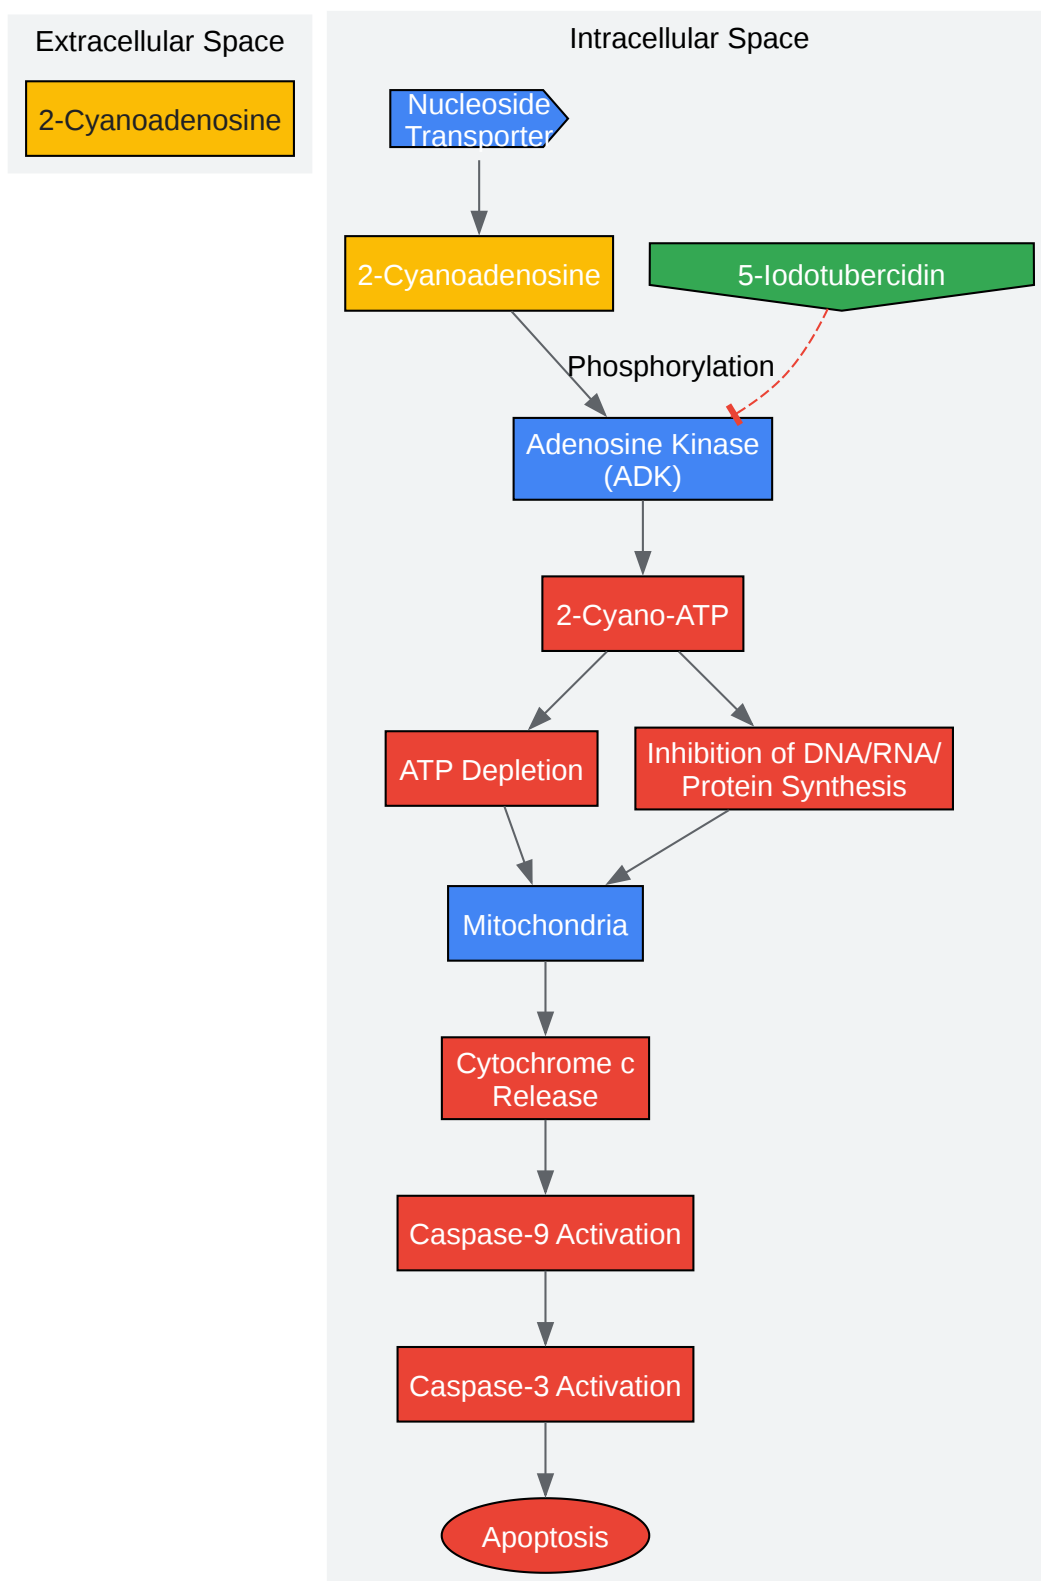 Extracellular Space
2-Cyanoadenosine
Intracellular Space
Nucleoside
Transporter
2-Cyanoadenosine
5-Iodotubercidin
Phosphorylation
Adenosine Kinase
(ADK)
2-Cyano-ATP
ATP Depletion
Inhibition of DNA/RNA/
Protein Synthesis
Mitochondria
Cytochrome c
Release
Caspase-9 Activation
Caspase-3 Activation
Apoptosis